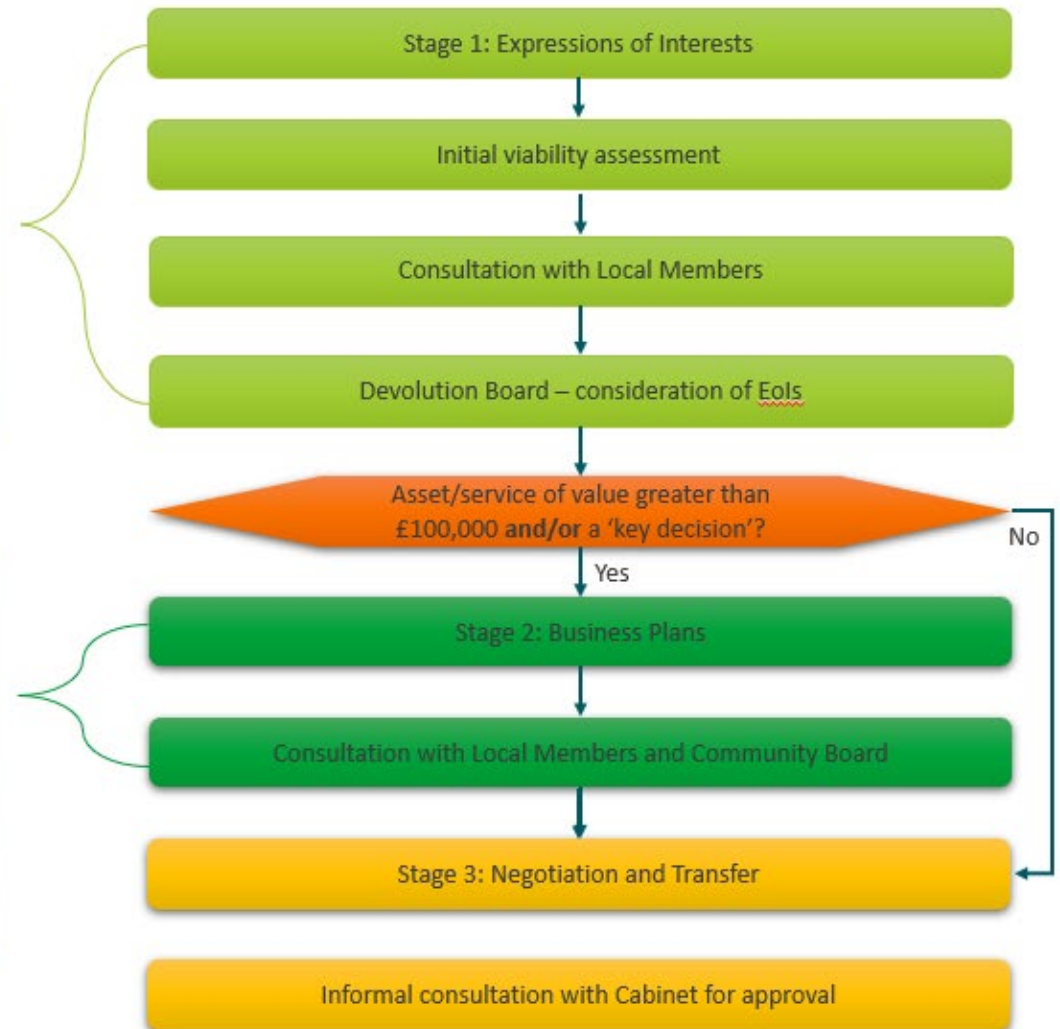 Stage 1: Expressions of Interests
Initial viability assessment
Consultation with Local Members
Devolution Board – consideration of EoIs
Asset/service of value greater than
£100,000 and/or a ‘key decision’?
No
Yes
Stage 2: Business Plans
Consultation with Local Members and Community Board
Stage 3: Negotiation and Transfer
Informal consultation with Cabinet for approval